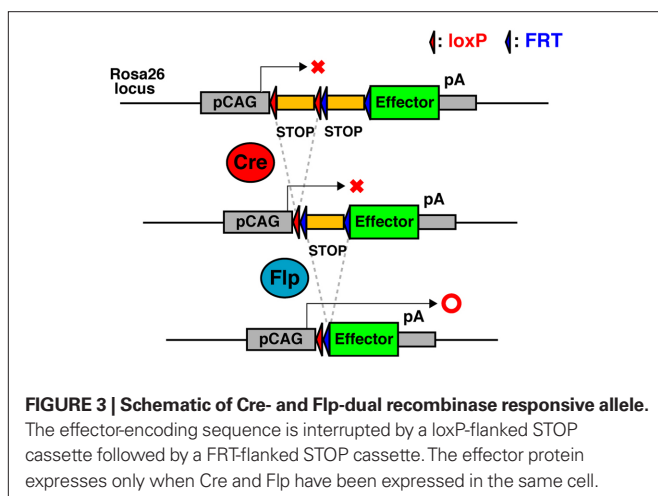 : loxP : FRT
Rosa26
locus
pCAG
Effector
pA
STOP STOP
Cre
pCAG
Effector
pA
STOP
Flp
pCAG
Effector
pA
FIGURE 3 | Schematic of Cre- and Flp-dual recombinase responsive allele.
The effector-encoding sequence is interrupted by a loxP-flanked STOP
cassette followed by a FRT-flanked STOP cassette. The effector protein
expresses only when Cre and Flp have been expressed in the same cell.